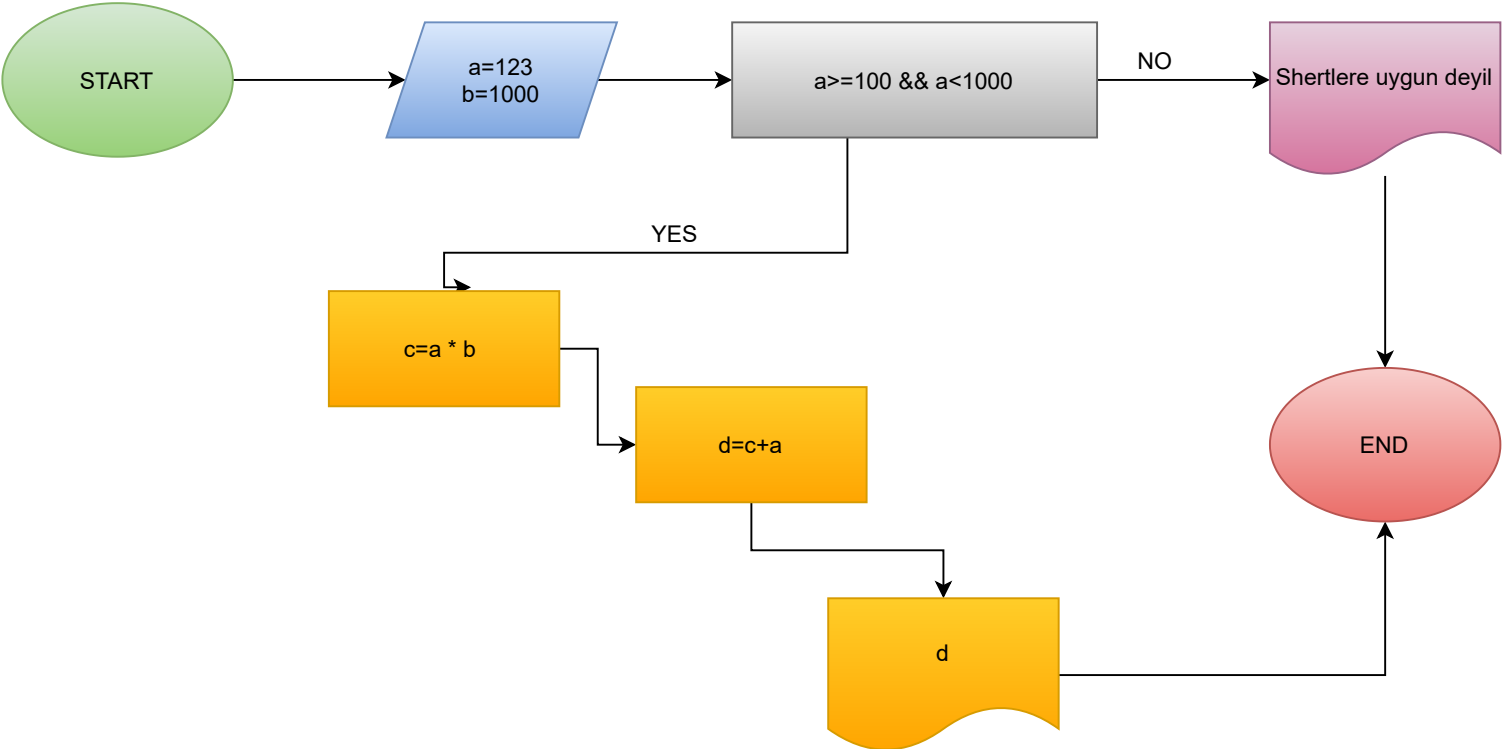 START
a=123
b=1000
a>=100 && a<1000
NO
Shertlere uygun deyil
YES
c=a * b
d=c+a
END
d